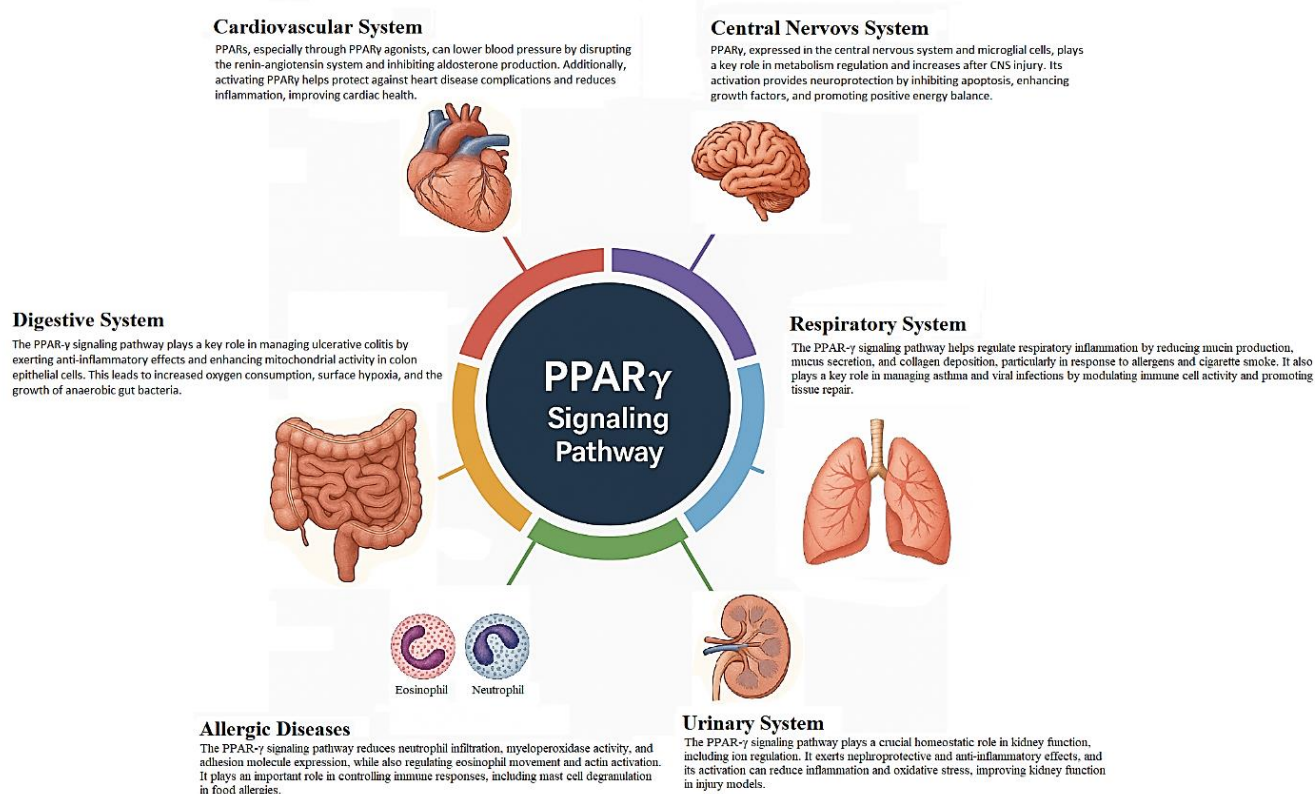 Cardiovascular System
PPARs, especially through PPARγ agonists, can lower blood pressure by disrupting
the renin-angiotensin system and inhibiting aldosterone production. Additionally,
activating PPARγ helps protect against heart disease complications and reduces
inflammation, improving cardiac health.
Central Nervovs System
PPARγ, expressed in the central nervous system and microglial cells, plays
a key role in metabolism regulation and increases after CNS injury. Its
activation provides neuroprotection by inhibiting apoptosis, enhancing
growth factors, and promoting positive energy balance.
Digestive System
The PPAR-γ signaling pathway plays a key role in managing ulcerative colitis by
exerting anti-inflammatory effects and enhancing mitochondrial activity in colon
epithelial cells. This leads to increased oxygen consumption, surface hypoxia, and the
growth of anaerobic gut bacteria.
PPARγ
Signaling
Pathway
Respiratory System
The PPAR-γ signaling pathway helps regulate respiratory inflammation by reducing mucin production,
mucus secretion, and collagen deposition, particularly in response to allergens and cigarette smoke. It also
plays a key role in managing asthma and viral infections by modulating immune cell activity and promoting
tissue repair.
Eosinophil
Neutrophil
Allergic Diseases
The PPAR-γ signaling pathway reduces neutrophil infiltration, myeloperoxidase activity, and
adhesion molecule expression, while also regulating eosinophil movement and actin activation.
It plays an important role in controlling immune responses, including mast cell degranulation
in food allergies.
Urinary System
The PPAR-γ signaling pathway plays a crucial homeostatic role in kidney function,
including ion regulation. It exerts nephroprotective and anti-inflammatory effects, and
its activation can reduce inflammation and oxidative stress, improving kidney function
in injury models.